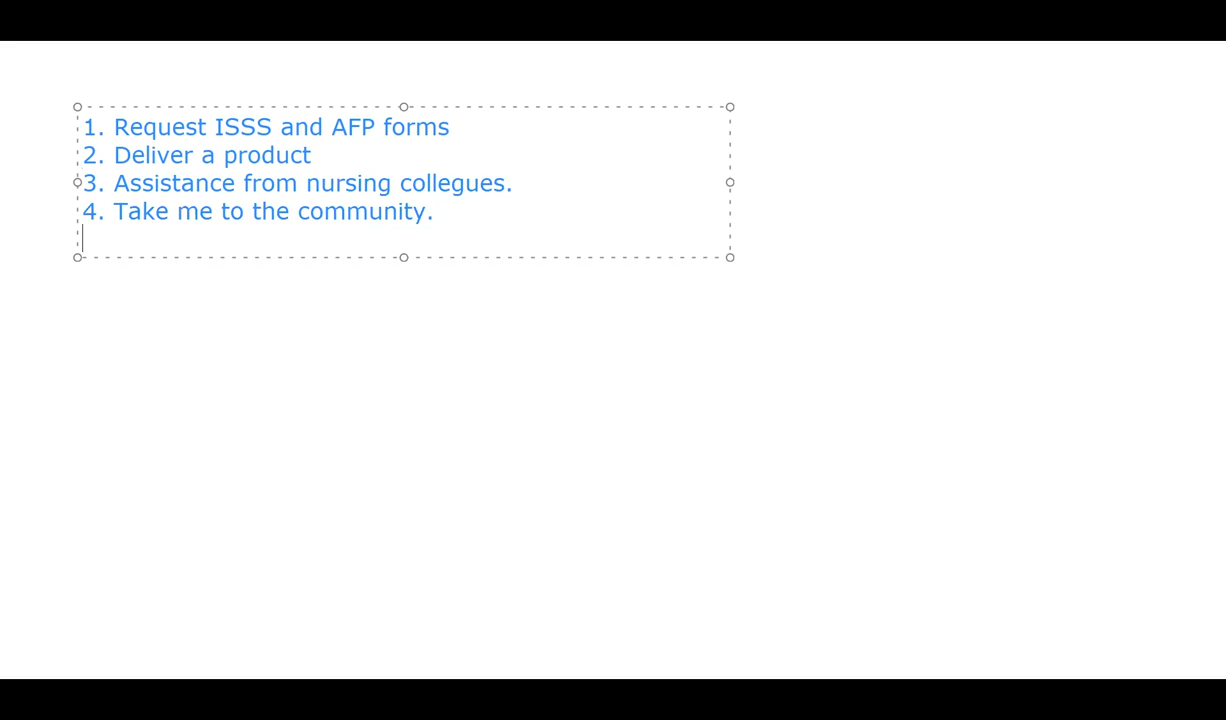 1. Request ISSS and AFP forms
2. Deliver a product
3. Assistance from nursing collegues.
4. Take me to the community.